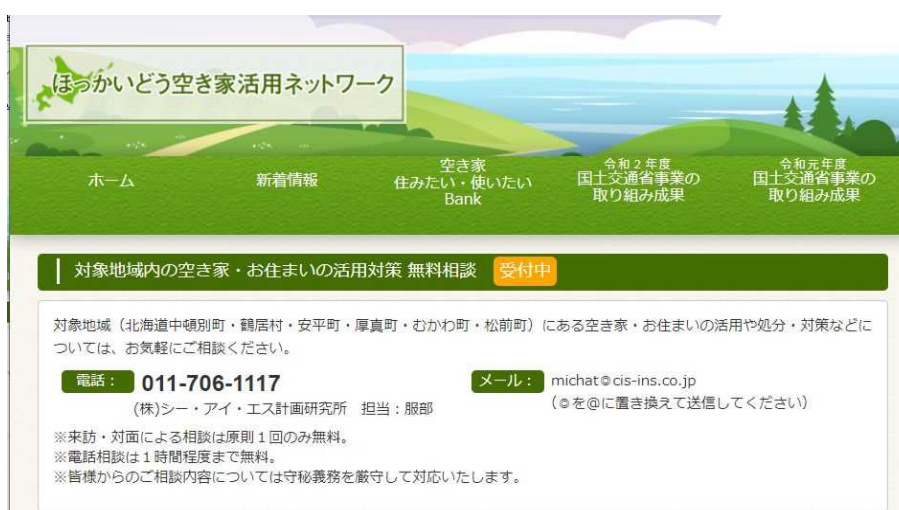 ほっかいどう空き家活用ネットワーク
ホーム
新着情報
空き家
住みたい・使いたい
Bank
令和２年度
国土交通省事業の
取り組み成果
令和元年度
国土交通省事業の
取り組み成果
対象地域内の空き家・お住まいの活用対策 無料相談 受付中
対象地域（北海道中頓別町・鶴居村・安平町・厚真町・むかわ町・松前町）にある空き家・お住まいの活用や処分・対策などに
ついては、お気軽にご相談ください。
電話： 011-706-1117
(株)シー・アイ・エス計画研究所 担当：服部
メール： michat◎cis-ins.co.jp
（◎を@に置き換えて送信してください）
※来訪・対面による相談は原則１回のみ無料。
※電話相談は１時間程度まで無料。
※皆様からのご相談内容については守秘義務を厳守して対応いたします。